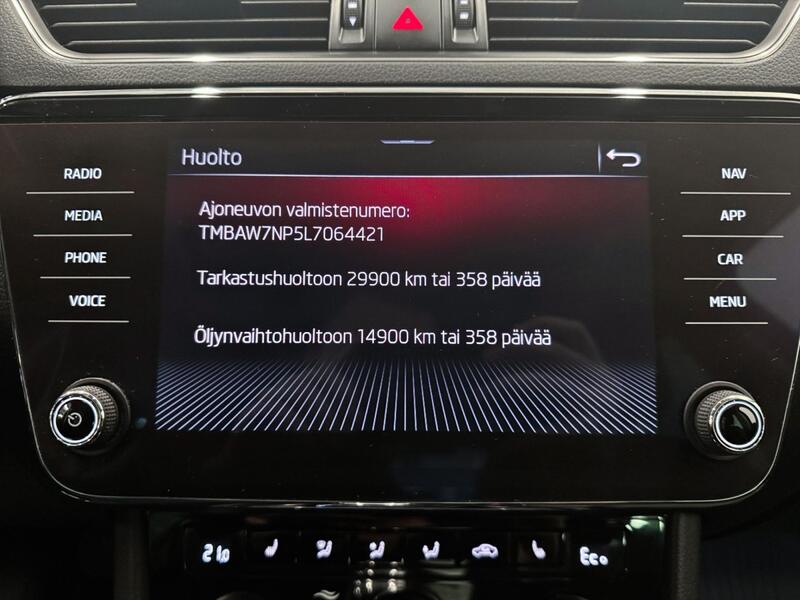 Huolto
RADIO
MEDIA
PHONE
VOICE
Ajoneuvon valmistenumero:
TMBAW7NP5L7064421
Tarkastushuoltoon 29900 km tai 358 päivää
Öljynvaihtohuoltoon 14900 km tai 358 päivää
NAV
APP
CAR
MENU
21.0
Eco